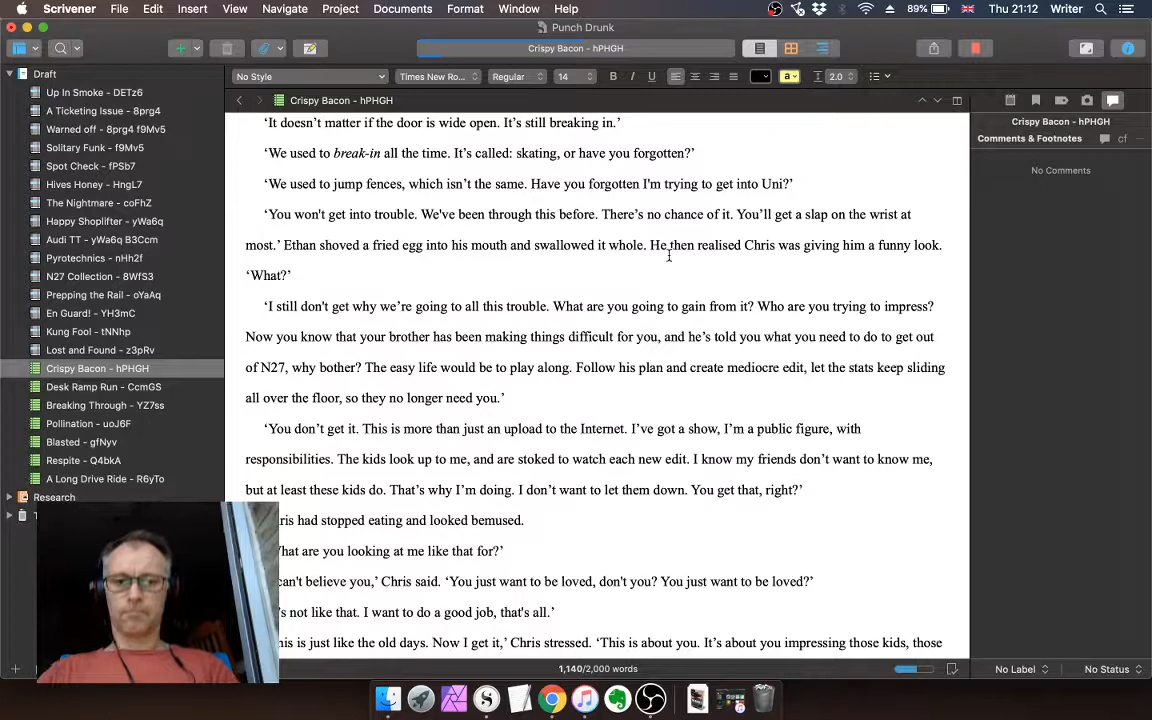 Scrivener File Edit Insert View Navigate Project Documents Format Window Help 89% Thu 21:12 Writer
Punch Drunk
Crispy Bacon - hPHGH
No Style Times New Ro... Regular 14 B I U a 2.0
Crispy Bacon - hPHGH
Draft
Up In Smoke - DETz6
A Ticketing Issue - 8prg4
Warned off - 8prg4 f9Mv5
Solitary Funk - f9Mv5
Spot Check - fPSb7
Hives Honey - HngL7
The Nightmare - coFhZ
Happy Shoplifter - yWa6q
Audi TT - yWa6q B3Ccm
Pyrotechnics - nHh2f
N27 Collection - 8WfS3
Prepping the Rail - oYaAq
En Guard! - YH3mC
Kung Fool - tNNhp
Lost and Found - z3pRv
Crispy Bacon - hPHGH
Desk Ramp Run - CcmGS
Breaking Through - YZ7ss
Pollination - uoJ6F
Blasted - gfNyv
Respite - Q4bkA
A Long Drive Ride - R6yTo
Research
‘It doesn’t matter if the door is wide open. It’s still breaking in.’
‘We used to break-in all the time. It’s called: skating, or have you forgotten?’
‘We used to jump fences, which isn’t the same. Have you forgotten I'm trying to get into Uni?’
‘You won't get into trouble. We've been through this before. There’s no chance of it. You’ll get a slap on the wrist at
most.’ Ethan shoved a fried egg into his mouth and swallowed it whole. He then realised Chris was giving him a funny look.
‘What?’
‘I still don't get why we’re going to all this trouble. What are you going to gain from it? Who are you trying to impress?
Now you know that your brother has been making things difficult for you, and he’s told you what you need to do to get out
of N27, why bother? The easy life would be to play along. Follow his plan and create mediocre edit, let the stats keep sliding
all over the floor, so they no longer need you.’
‘You don’t get it. This is more than just an upload to the Internet. I’ve got a show, I’m a public figure, with
responsibilities. The kids look up to me, and are stoked to watch each new edit. I know my friends don’t want to know me,
but at least these kids do. That’s why I’m doing. I don’t want to let them down. You get that, right?’
ris had stopped eating and looked bemused.
hat are you looking at me like that for?’
can't believe you,’ Chris said. ‘You just want to be loved, don't you? You just want to be loved?’
s not like that. I want to do a good job, that's all.’
his is just like the old days. Now I get it,’ Chris stressed. ‘This is about you. It’s about you impressing those kids, those
1,140/2,000 words
Crispy Bacon - hPHGH
Comments & Footnotes cf
No Comments
No Label No Status